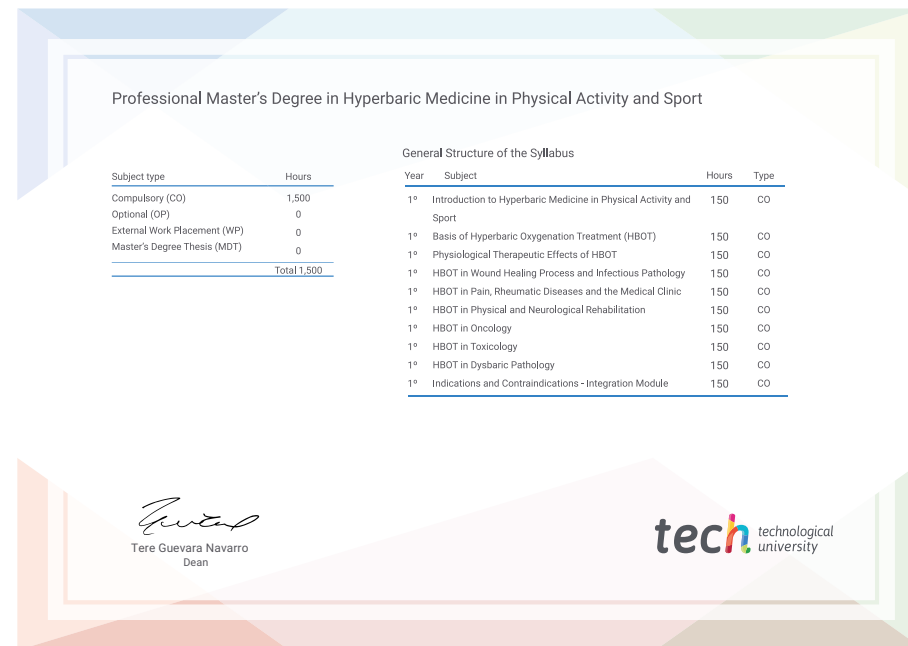 Professional Master's Degree in Hyperbaric Medicine in Physical Activity and Sport
Subject type Hours
Compulsory (CO) 1,500
Optional (OP) 0
External Work Placement (WP) 0
Master's Degree Thesis (MDT) 0
Total 1,500
General Structure of the Syllabus
Year Subject Hours Type
1º Introduction to Hyperbaric Medicine in Physical Activity and 150 CO
Sport
1º Basis of Hyperbaric Oxygenation Treatment (HBOT) 150 CO
1º Physiological Therapeutic Effects of HBOT 150 CO
1º HBOT in Wound Healing Process and Infectious Pathology 150 CO
1º HBOT in Pain, Rheumatic Diseases and the Medical Clinic 150 CO
1º HBOT in Physical and Neurological Rehabilitation 150 CO
1º HBOT in Oncology 150 CO
1º HBOT in Toxicology 150 CO
1º HBOT in Dysbaric Pathology 150 CO
1º Indications and Contraindications - Integration Module 150 CO
Tere Guevara Navarro
Dean
tech technological
university